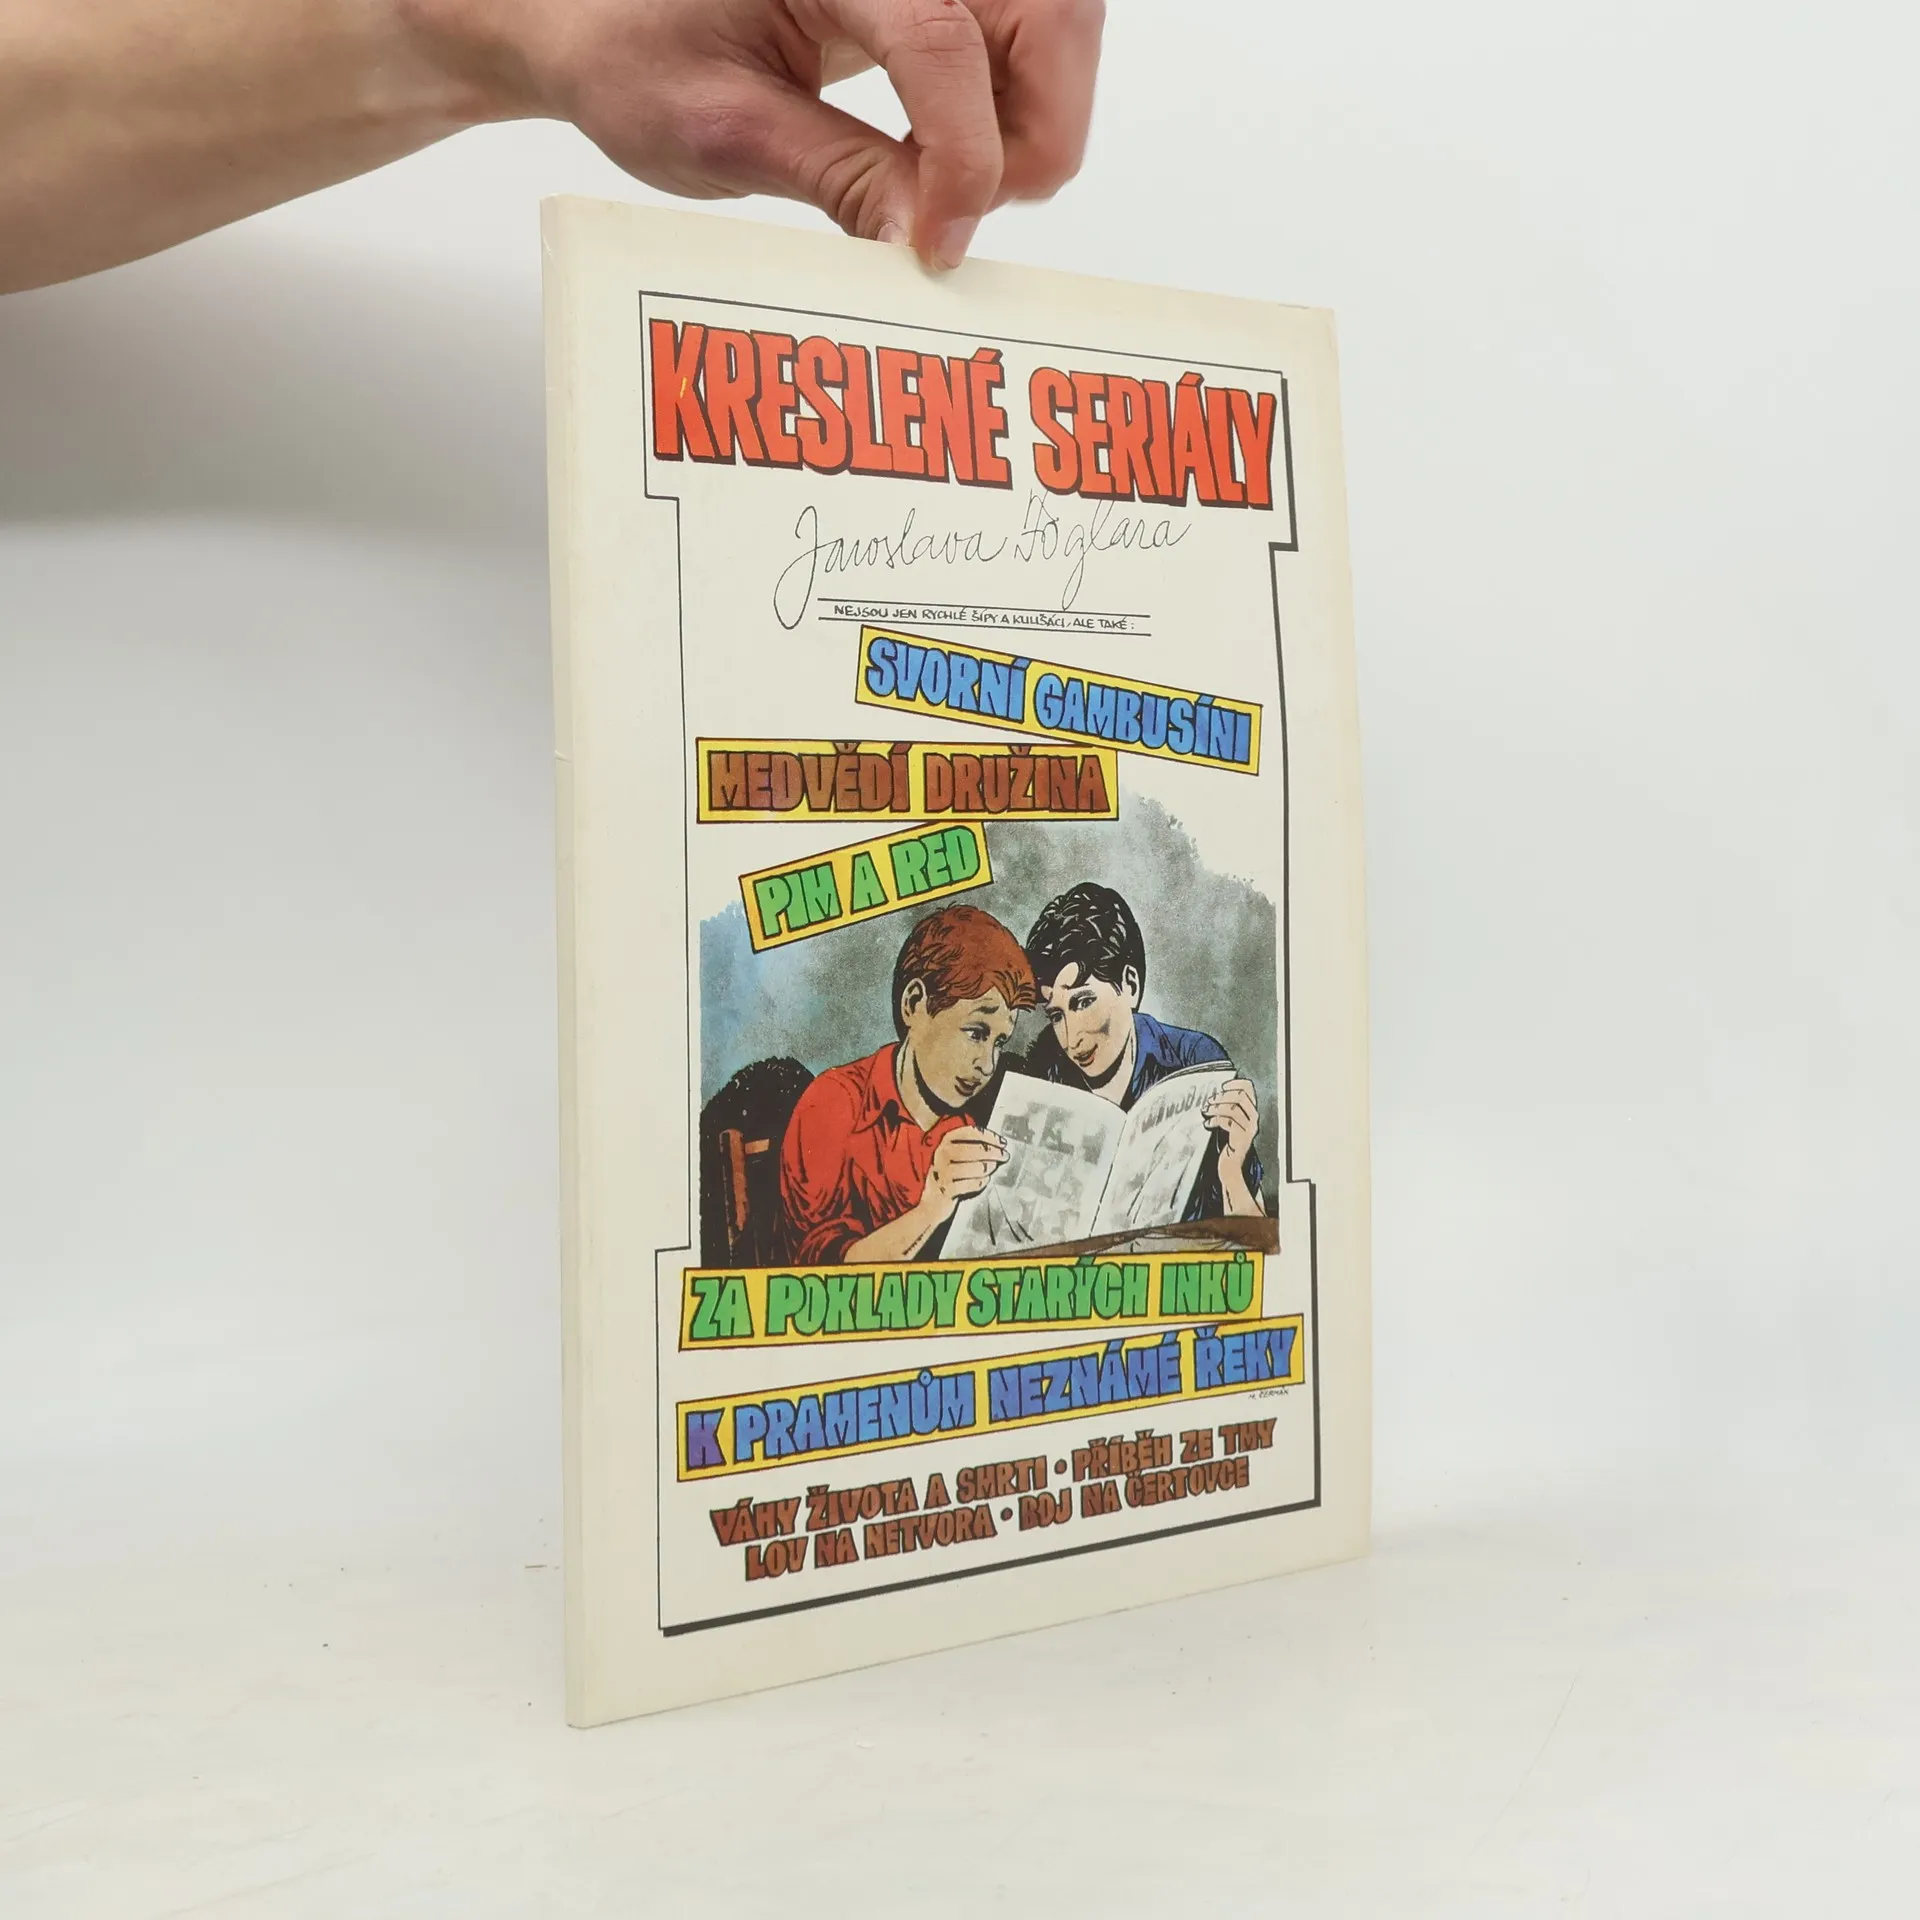 KRESLENÉ SERIÁLY
Jaroslava Foglara
NEJSOU JEN RYCHLÉ ŠÍPY A KULIŠÁCI, ALE TAKÉ:
SVORNÍ GAMBUSÍNI
MEDVĚDÍ DRUŽINA
PIM A RED
ZA POKLADY STARÝCH INKŮ
K PRAMENŮM NEZNÁMÉ ŘEKY
M. ČERMÁK
VÁHY ŽIVOTA A SMRTI • PŘÍBĚH ZE TMY
LOV NA NETVORA • BOJ NA ČERTOVCE